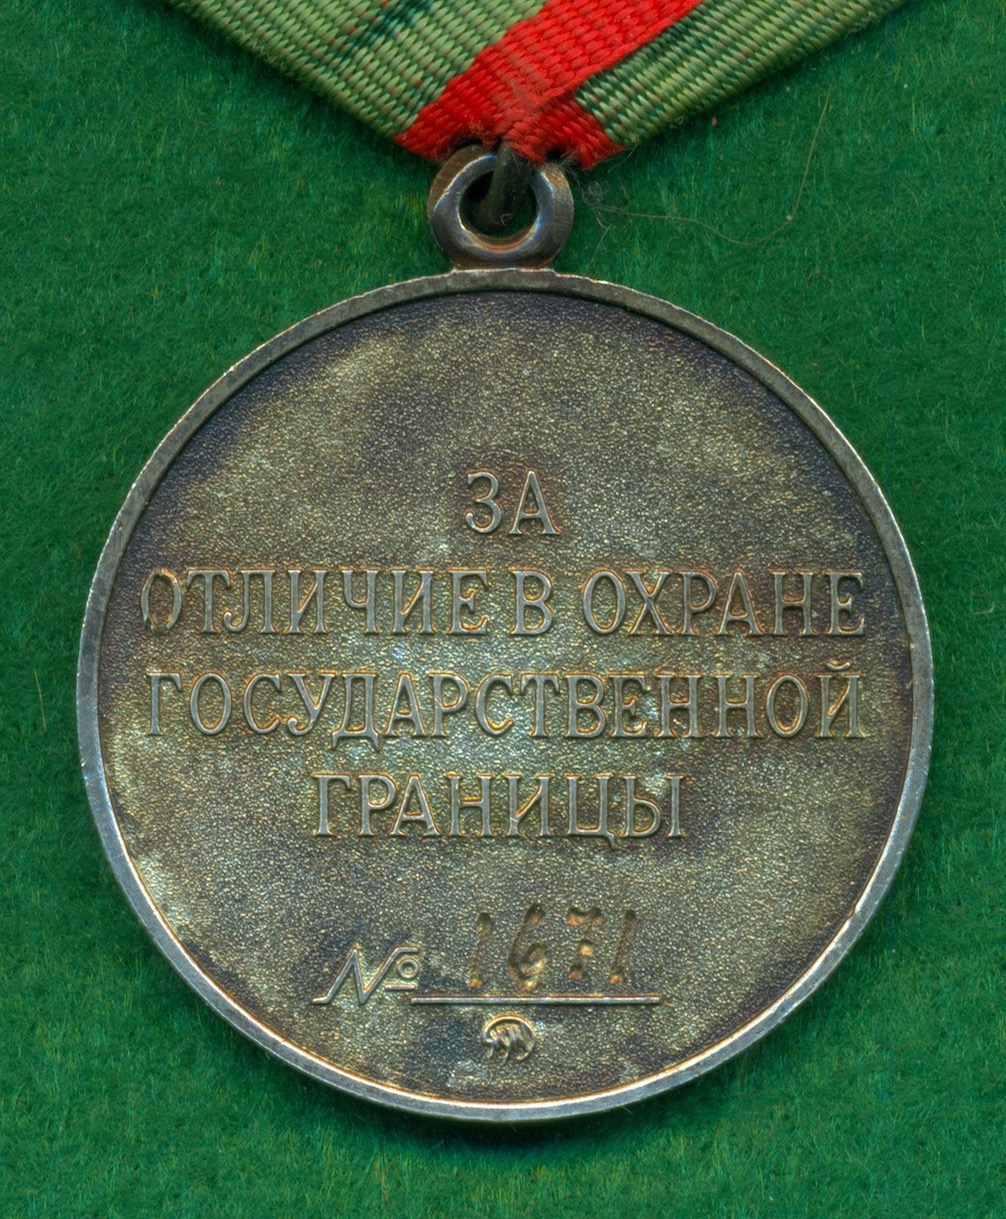 ЗА
ОТЛИЧИЕ В ОХРАНЕ
ГОСУДАРСТВЕННОЙ
ГРАНИЦЫ
№ 1671